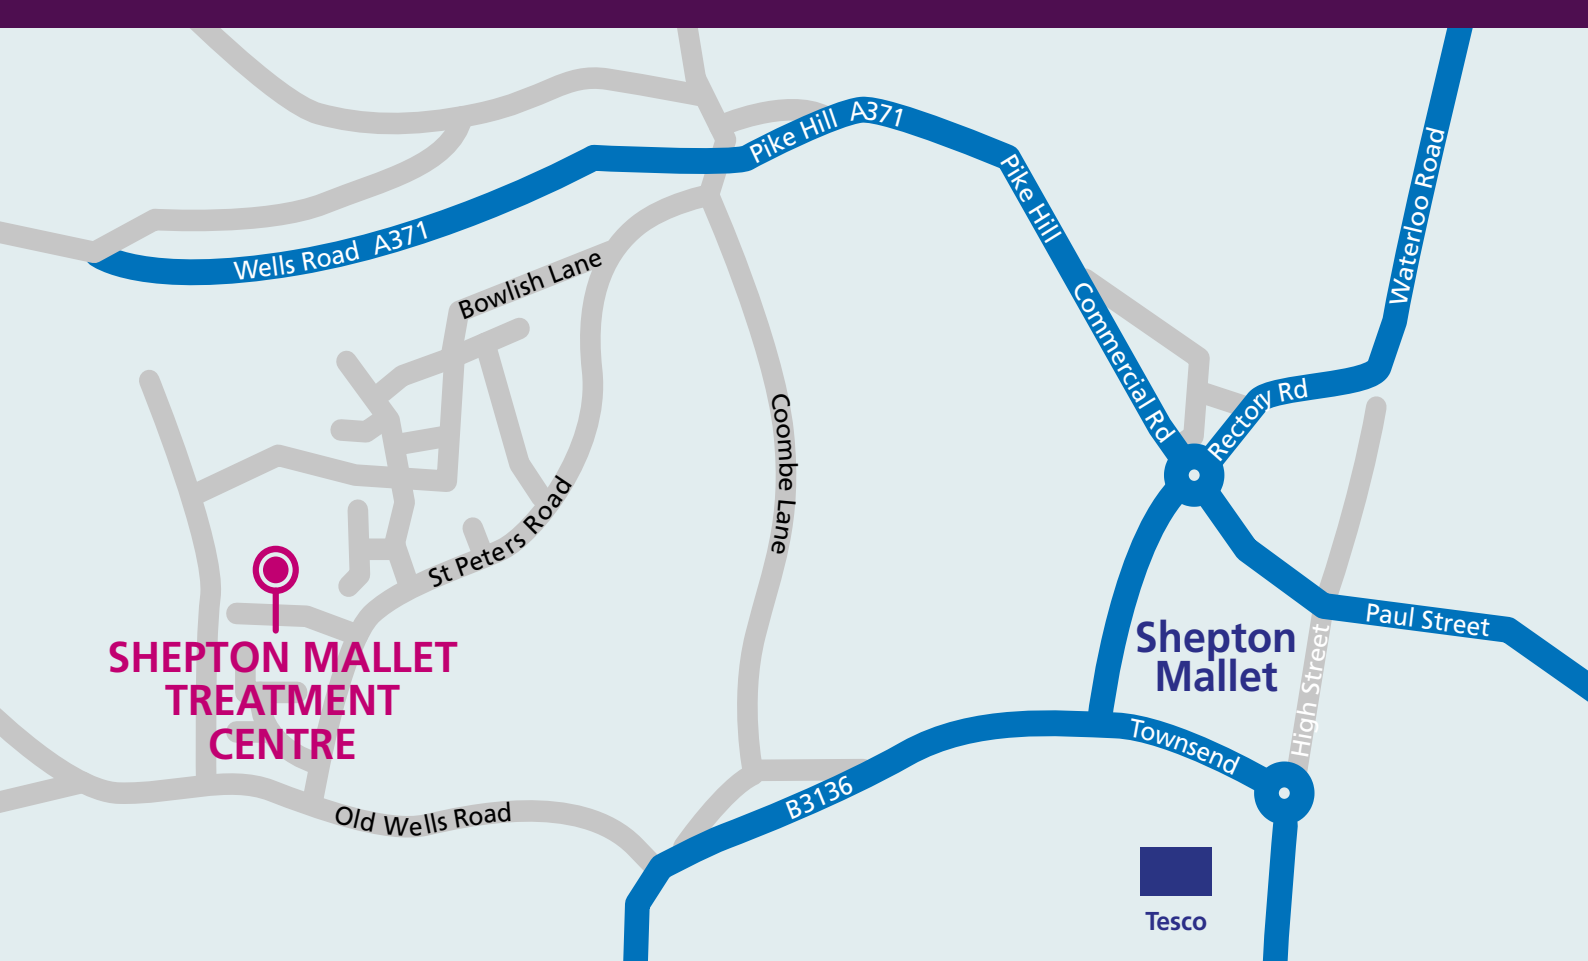 Pike Hill A371
Wells Road A371
Pike Hill
Waterloo Road
Bowlish Lane
Commercial Rd
Rectory Rd
Coombe Lane
St Peters Road
SHEPTON MALLET
TREATMENT
CENTRE
Shepton
Mallet
Paul Street
High Street
Townsend
B3136
Old Wells Road
Tesco